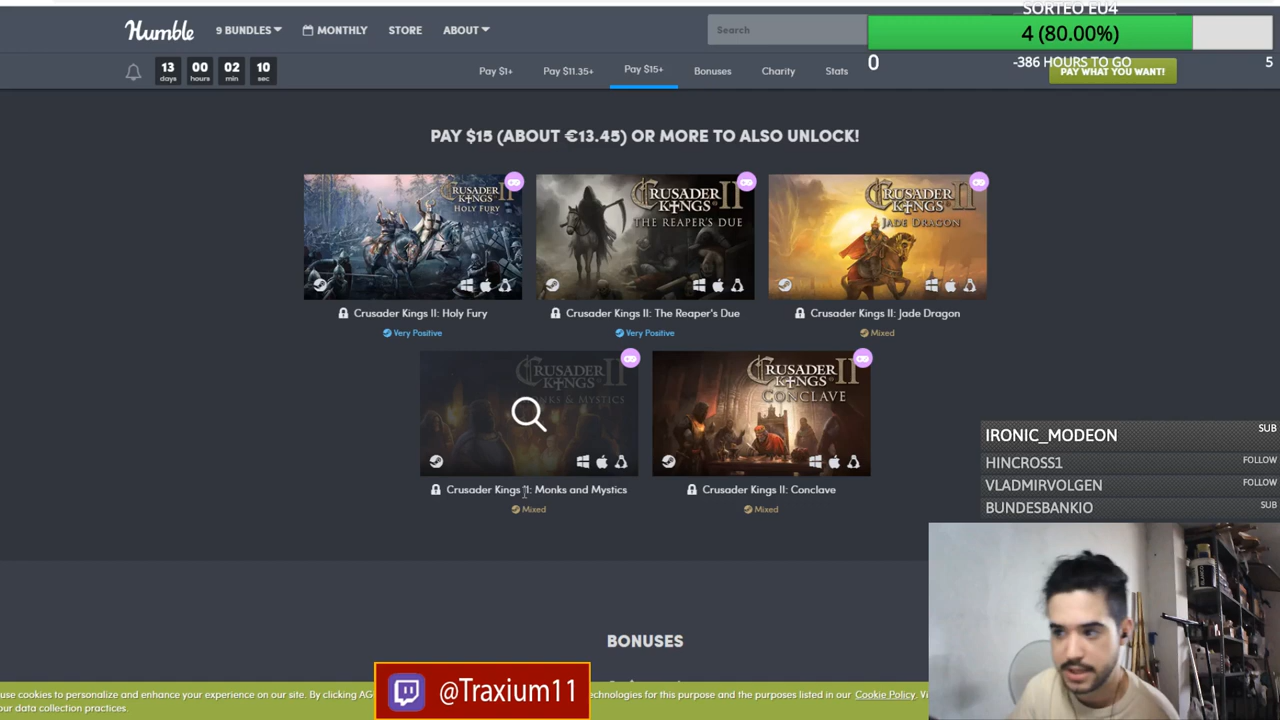 SORTEO EU4
Humble
9 BUNDLES
MONTHLY
STORE
ABOUT
Search
4 (80.00%)
0
-386 HOURS TO GO
5
13 days
00 hours
02 min
10 sec
Pay $1+
Pay $11.35+
Pay $15+
Bonuses
Charity
Stats
PAY WHAT YOU WANT!
PAY $15 (ABOUT €13.45) OR MORE TO ALSO UNLOCK!
CRUSADER KINGS II
HOLY FURY
CRUSADER KINGS II
THE REAPER'S DUE
CRUSADER KINGS II
JADE DRAGON
Crusader Kings II: Holy Fury
Very Positive
Crusader Kings II: The Reaper's Due
Very Positive
Crusader Kings II: Jade Dragon
Mixed
CRUSADER KINGS II
MONKS & MYSTICS
CRUSADER KINGS II
CONCLAVE
Crusader Kings II: Monks and Mystics
Mixed
Crusader Kings II: Conclave
Mixed
IRONIC_MODEON SUB
HINCROSS1 FOLLOW
VLADMIRVOLGEN FOLLOW
BUNDESBANKIO SUB
BONUSES
@Traxium11
use cookies to personalize and enhance your experience on our site. By clicking AG
echnologies for this purpose and the purposes listed in our Cookie Policy.
our data collection practices.